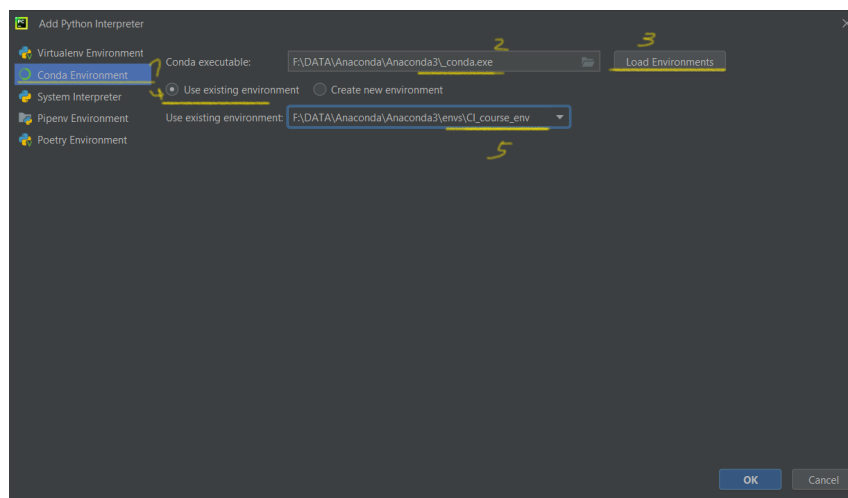 PC Add Python Interpreter
Virtualenv Environment
Conda Environment
System Interpreter
Pipenv Environment
Poetry Environment
1
2
3
Conda executable: F:\DATA\Anaconda\Anaconda3\_conda.exe Load Environments
4 Use existing environment Create new environment
Use existing environment: F:\DATA\Anaconda\Anaconda3\envs\CI_course_env
5
OK Cancel